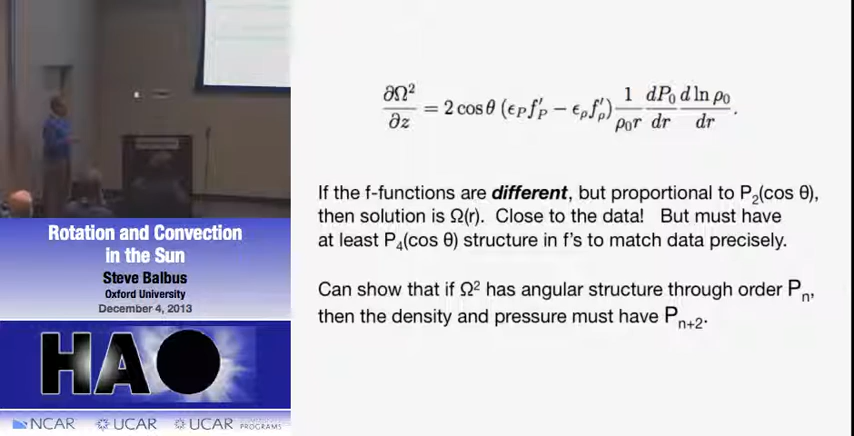 ∂Ω²/∂z = 2 cos θ (ϵ_P f′_P − ϵ_ρ f′_ρ) 1/(ρ₀r) dP₀/dr d ln ρ₀/dr.
If the f-functions are different, but proportional to P₂(cos θ),
then solution is Ω(r). Close to the data! But must have
at least P₄(cos θ) structure in f's to match data precisely.
Can show that if Ω² has angular structure through order Pₙ,
then the density and pressure must have Pₙ₊₂.
Rotation and Convection
in the Sun
Steve Balbus
Oxford University
December 4, 2013
HAO
NCAR UCAR UCAR PROGRAMS